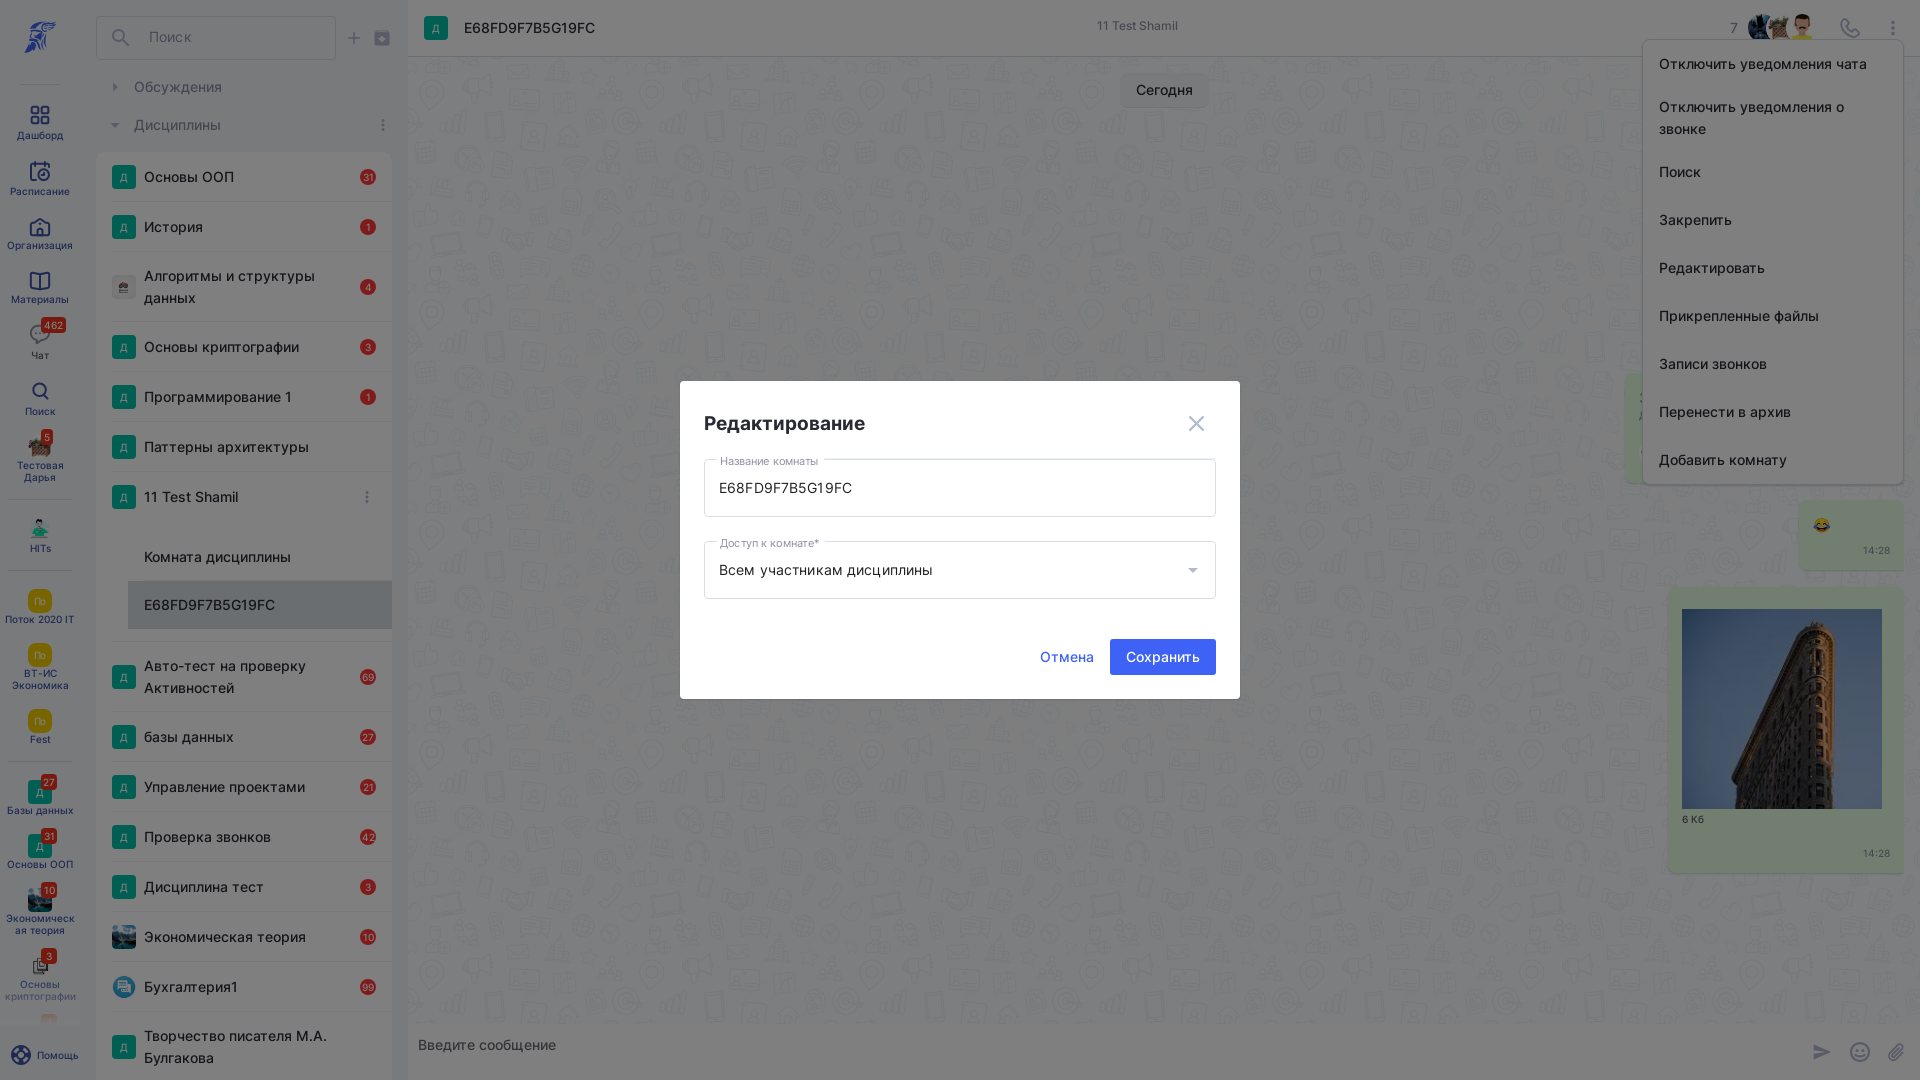 Поиск
Обсуждения
Дисциплины
Дашборд
Расписание
Организация
Материалы
462
Чат
Поиск
5
Тестовая
Дарья
HITs
По
Поток 2020 IT
По
ВТ-ИС
Экономика
По
Fest
27
Д
Базы данных
31
Д
Основы ООП
10
Экономическ
ая теория
3
Основы
криптографии
Помощь
Д Основы ООП 31
Д История 1
Алгоритмы и структуры
данных
4
Д Основы криптографии 3
Д Программирование 1 1
Д Паттерны архитектуры
Д 11 Test Shamil
Комната дисциплины
E68FD9F7B5G19FC
Д Авто-тест на проверку
Активностей
69
Д базы данных 27
Д Управление проектами 21
Д Проверка звонков 42
Д Дисциплина тест 3
Экономическая теория 10
Бухгалтерия1 99
Д Творчество писателя М.А.
Булгакова
Д E68FD9F7B5G19FC
11 Test Shamil
7
Сегодня
Отключить уведомления чата
Отключить уведомления о
звонке
Поиск
Закрепить
Редактировать
Прикрепленные файлы
Записи звонков
Перенести в архив
Добавить комнату
Редактирование
Название комнаты
E68FD9F7B5G19FC
Доступ к комнате*
Всем участникам дисциплины
Отмена
Сохранить
14:28
6 Кб
14:28
Введите сообщение